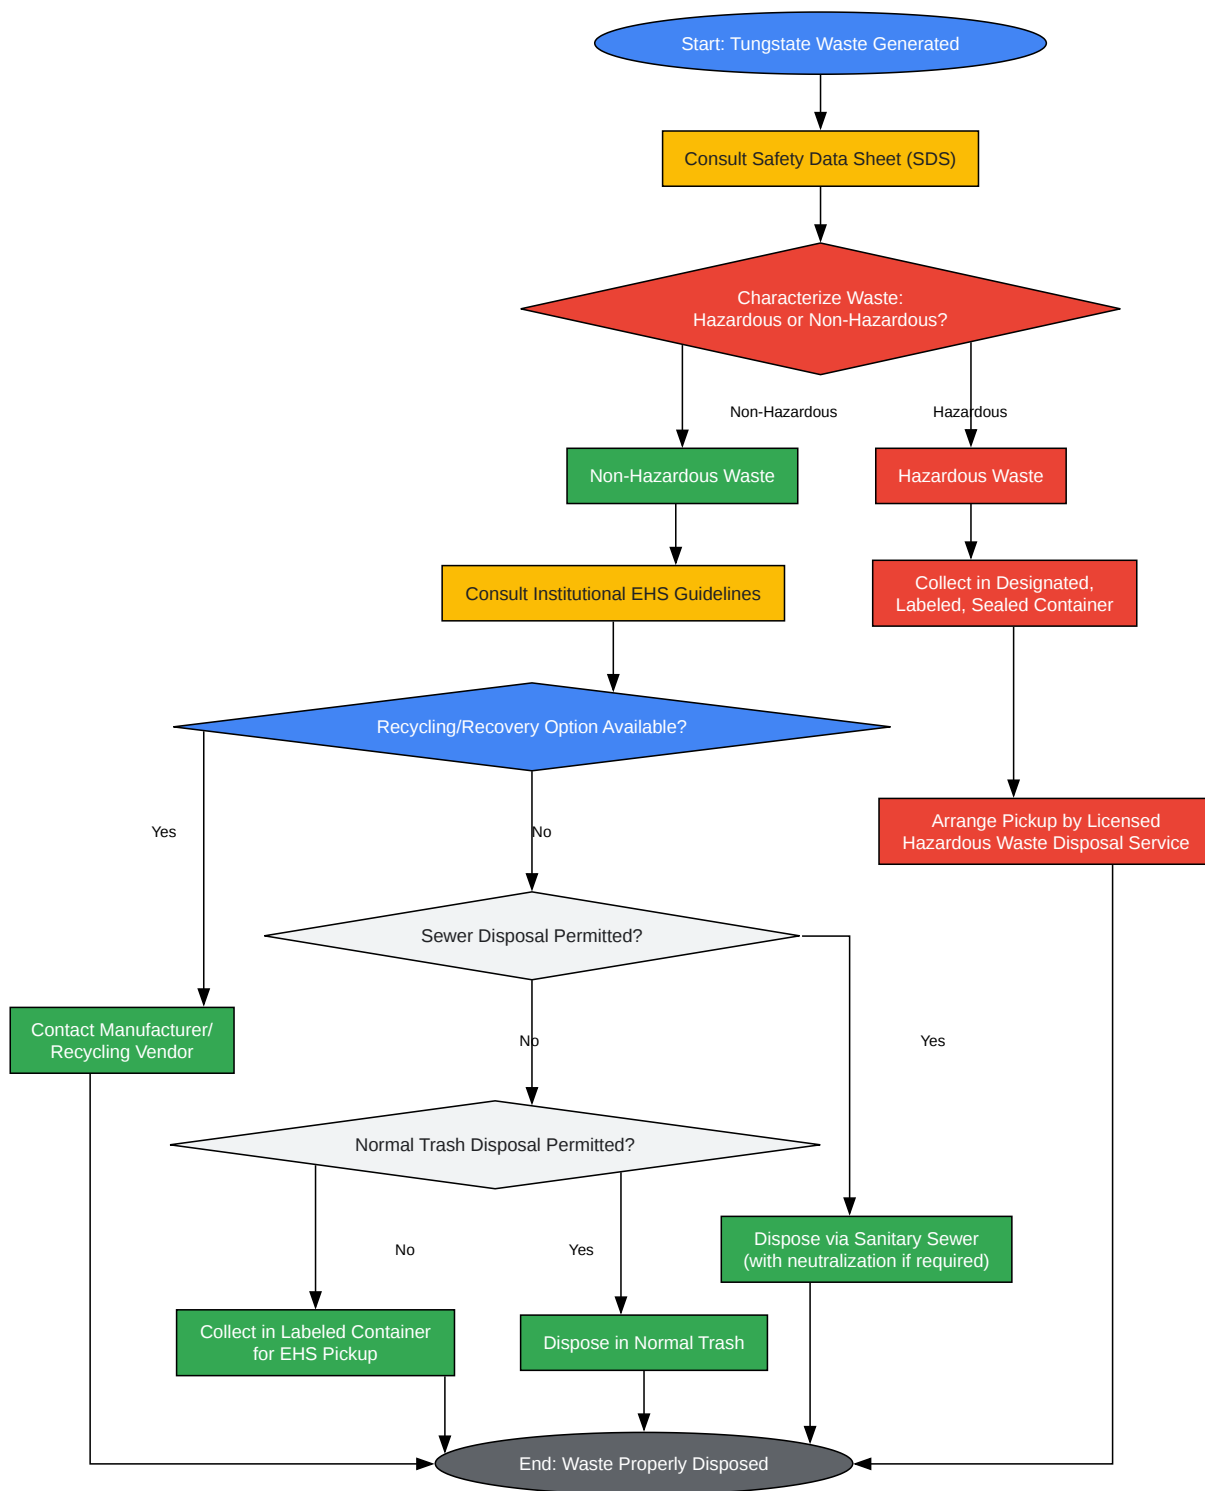 Start: Tungstate Waste Generated
Consult Safety Data Sheet (SDS)
Characterize Waste:
Hazardous or Non-Hazardous?
Non-Hazardous
Hazardous
Non-Hazardous Waste
Hazardous Waste
Consult Institutional EHS Guidelines
Collect in Designated,
Labeled, Sealed Container
Recycling/Recovery Option Available?
Yes
No
Arrange Pickup by Licensed
Hazardous Waste Disposal Service
Sewer Disposal Permitted?
Contact Manufacturer/
Recycling Vendor
No
Yes
Normal Trash Disposal Permitted?
No
Yes
Dispose via Sanitary Sewer
(with neutralization if required)
Collect in Labeled Container
for EHS Pickup
Dispose in Normal Trash
End: Waste Properly Disposed